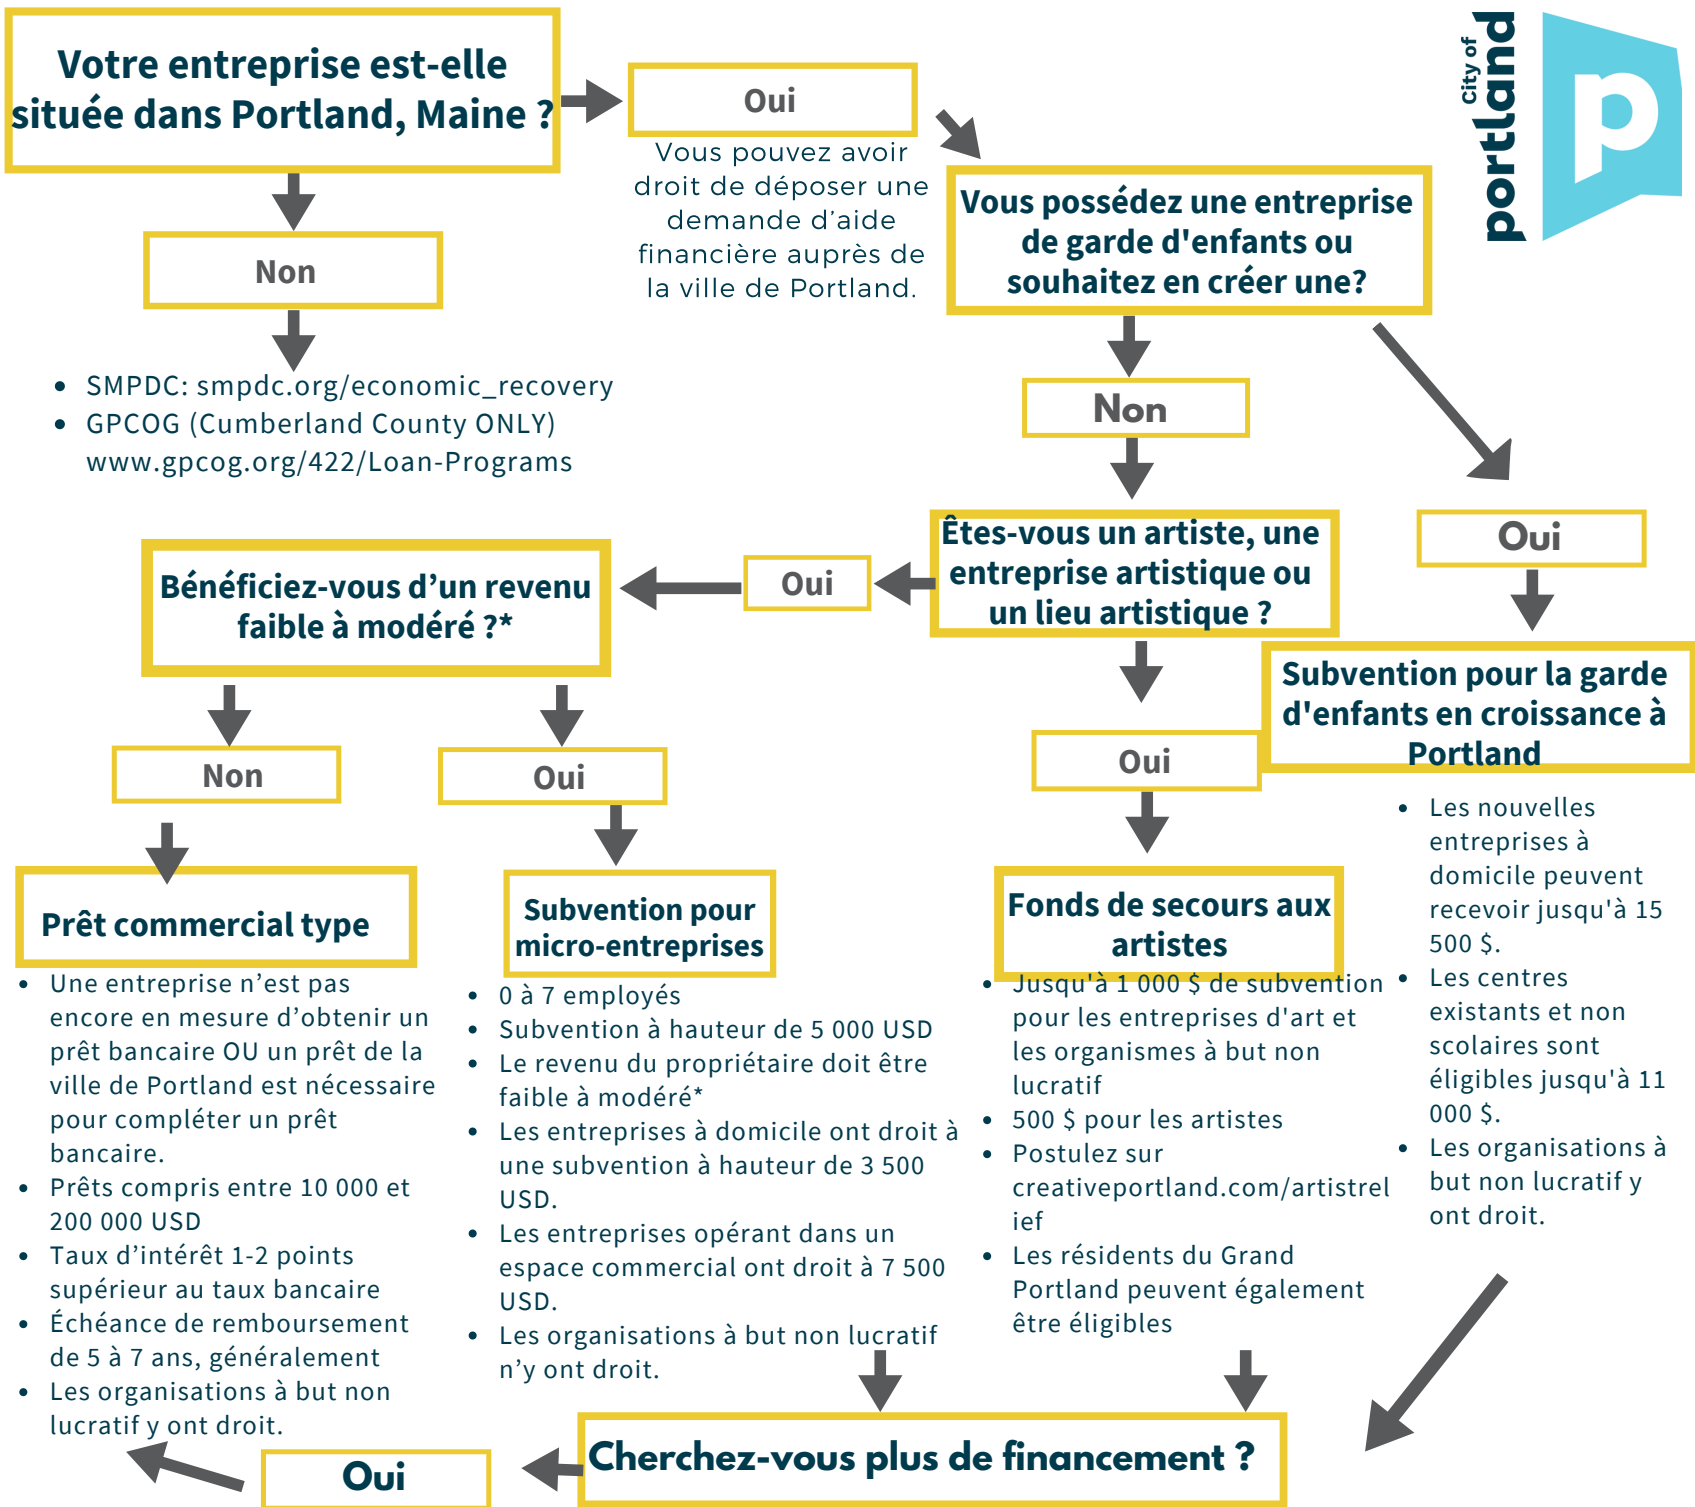 Votre entreprise est-elle
située dans Portland, Maine ?
Oui
Vous pouvez avoir
droit de déposer une
demande d'aide
financière auprès de
la ville de Portland.
City of
portland
p
Non
SMPDC: smpdc.org/economic_recovery
GPCOG (Cumberland County ONLY)
www.gpcog.org/422/Loan-Programs
Vous possédez une entreprise
de garde d'enfants ou
souhaitez en créer une?
Non
Oui
Êtes-vous un artiste, une
entreprise artistique ou
un lieu artistique ?
Oui
Bénéficiez-vous d’un revenu
faible à modéré ?*
Non
Oui
Oui
Subvention pour la garde
d'enfants en croissance à
Portland
Les nouvelles
entreprises à
domicile peuvent
recevoir jusqu'à 15
500 $.
Les centres
existants et non
scolaires sont
éligibles jusqu'à 11
000 $.
Les organisations à
but non lucratif y
ont droit.
Prêt commercial type
Une entreprise n’est pas
encore en mesure d’obtenir un
prêt bancaire OU un prêt de la
ville de Portland est nécessaire
pour compléter un prêt
bancaire.
Prêts compris entre 10 000 et
200 000 USD
Taux d’intérêt 1-2 points
supérieur au taux bancaire
Échéance de remboursement
de 5 à 7 ans, généralement
Les organisations à but non
lucratif y ont droit.
Subvention pour
micro-entreprises
0 à 7 employés
Subvention à hauteur de 5 000 USD
Le revenu du propriétaire doit être
faible à modéré*
Les entreprises à domicile ont droit à
une subvention à hauteur de 3 500
USD.
Les entreprises opérant dans un
espace commercial ont droit à 7 500
USD.
Les organisations à but non lucratif
n’y ont droit.
Fonds de secours aux
artistes
Jusqu'à 1 000 $ de subvention
pour les entreprises d'art et
les organismes à but non
lucratif
500 $ pour les artistes
Postulez sur
creativeportland.com/artistrel
ief
Les résidents du Grand
Portland peuvent également
être éligibles
Cherchez-vous plus de financement ?
Oui